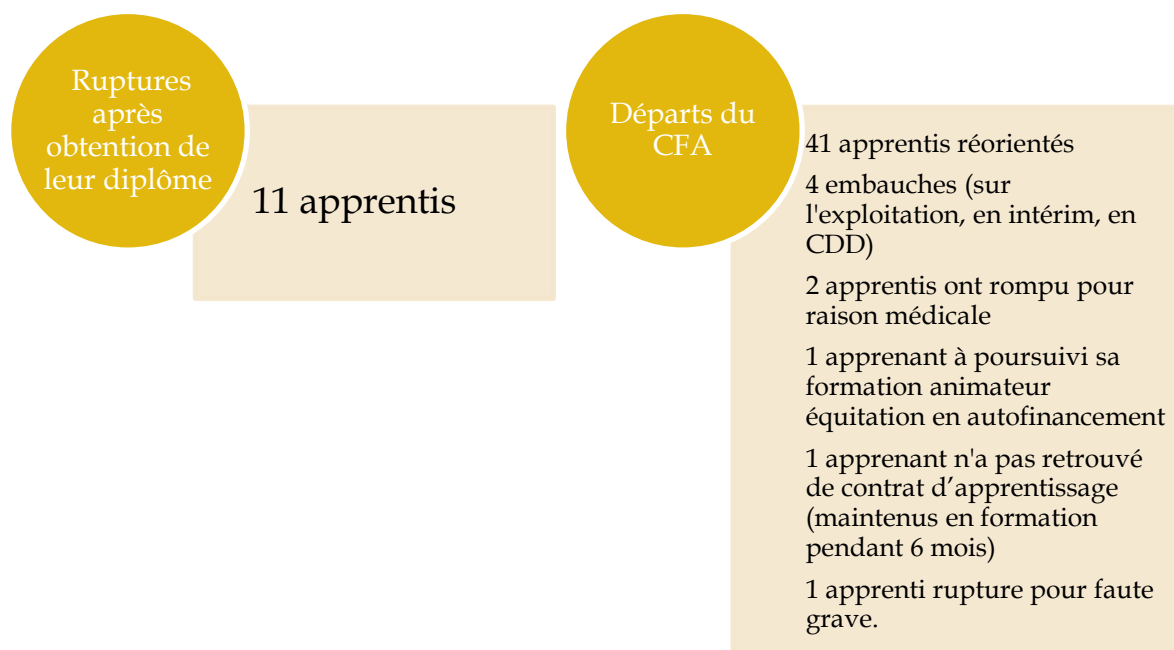 Ruptures
après
obtention de
leur diplôme
11 apprentis
Départs du
CFA
41 apprentis réorientés
4 embauches (sur
l'exploitation, en intérim, en
CDD)
2 apprentis ont rompu pour
raison médicale
1 apprenant à poursuivi sa
formation animateur
équitation en autofinancement
1 apprenant n'a pas retrouvé
de contrat d’apprentissage
(maintenus en formation
pendant 6 mois)
1 apprenti rupture pour faute
grave.